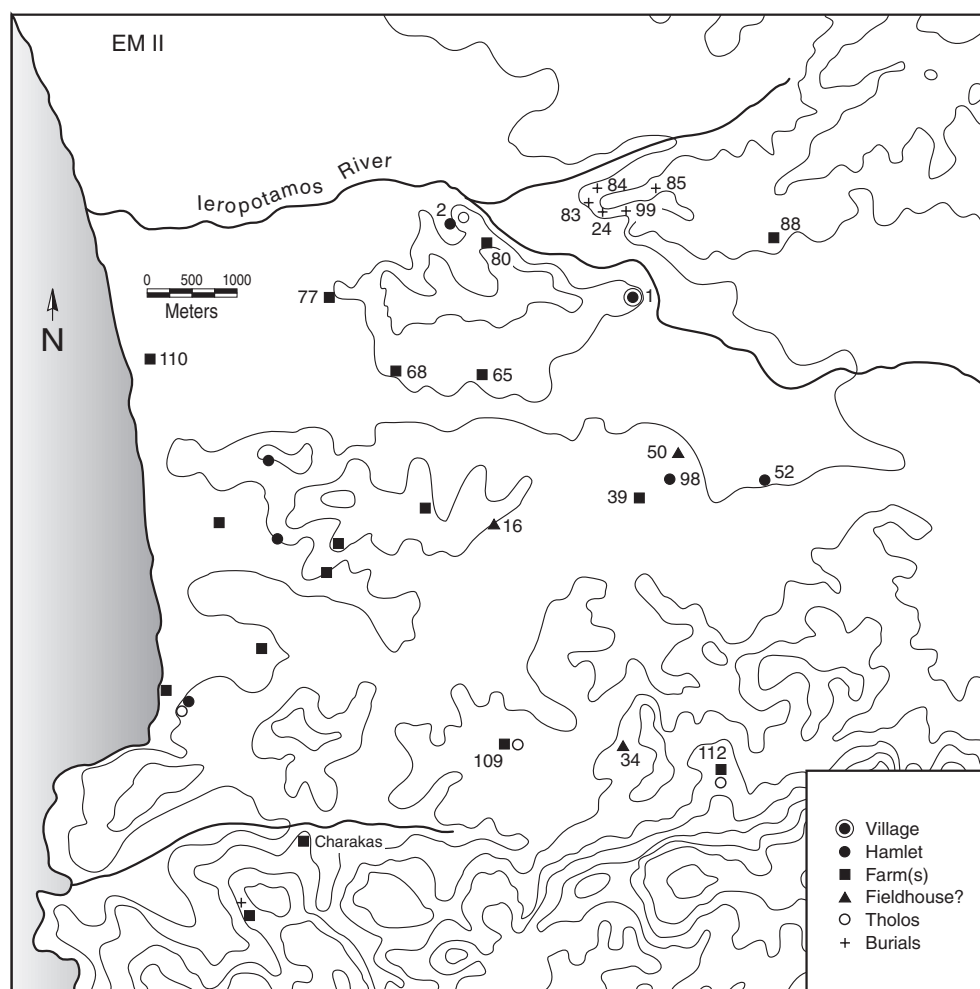 EM II
Ieropotamos River
84
85
83
99
24
2
88
80
0 500 1000
Meters
77
1
N
110
68
65
50
98
52
39
16
109
34
112
Charakas
Village
Hamlet
Farm(s)
Fieldhouse?
Tholos
Burials